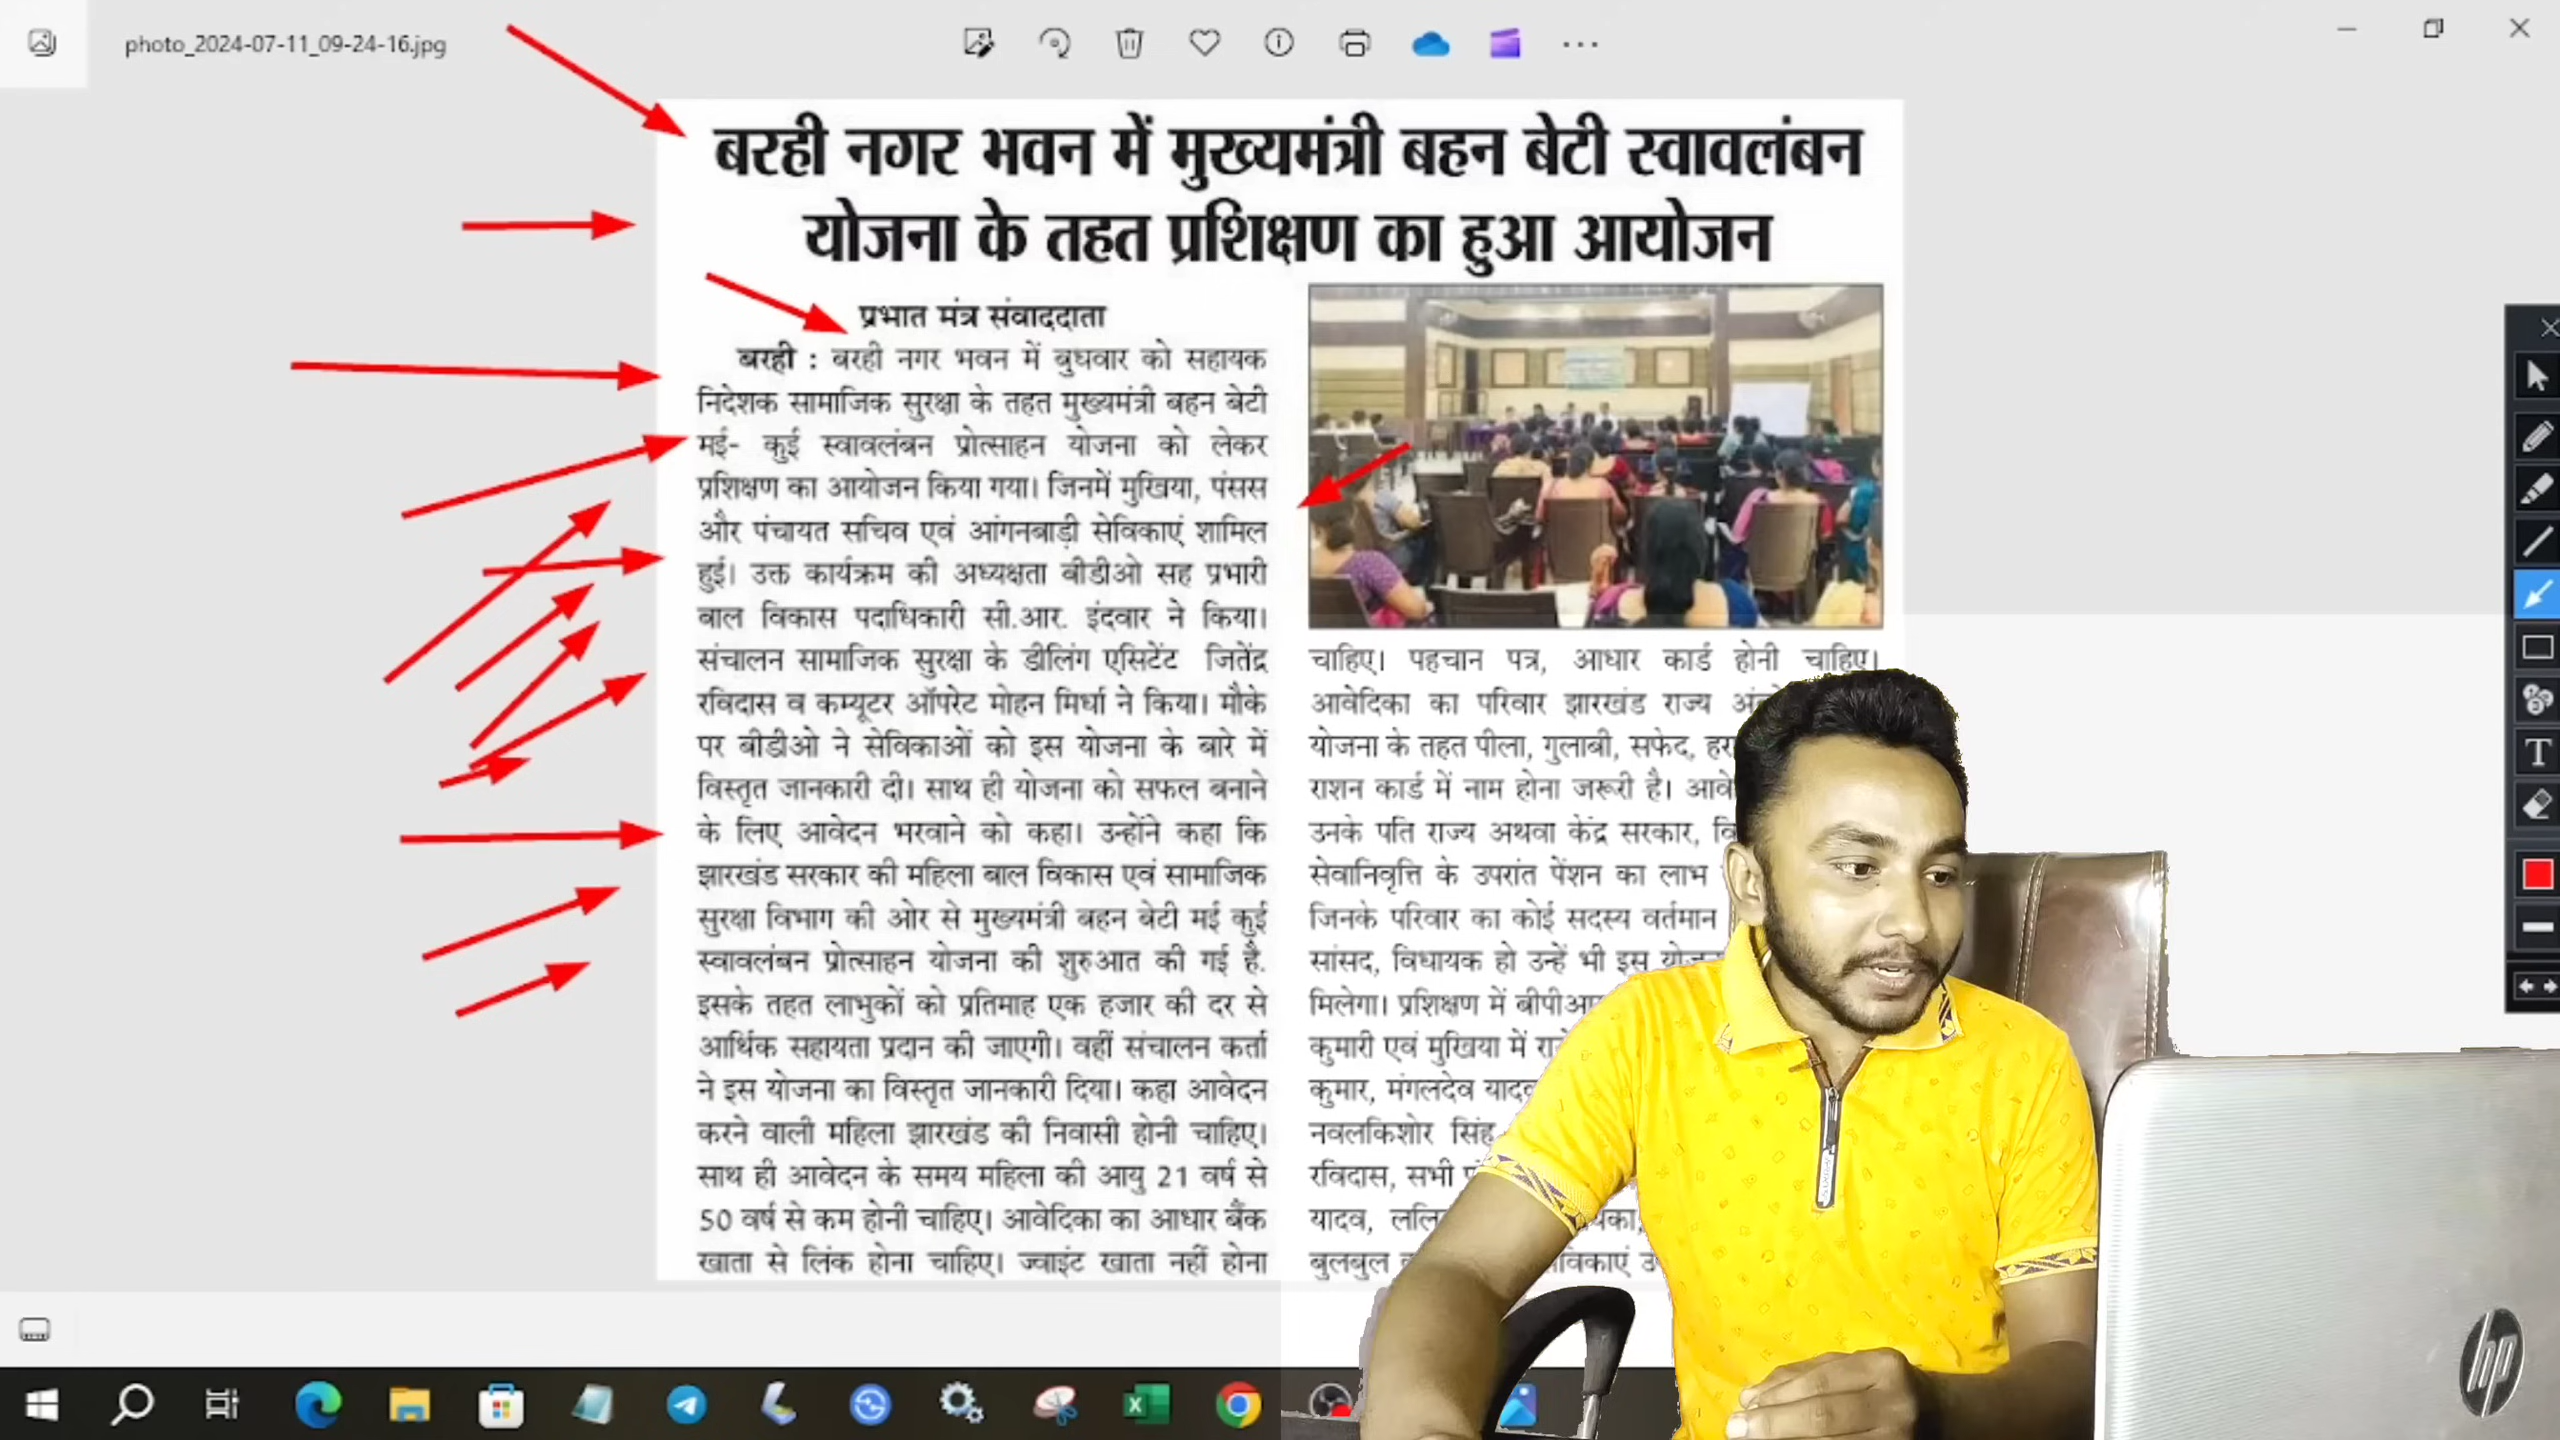 photo_2024-07-11_09-24-16.jpg
बरही नगर भवन में मुख्यमंत्री बहन बेटी स्वावलंबन
योजना के तहत प्रशिक्षण का हुआ आयोजन
प्रभात मंत्र संवाददाता
बरही : बरही नगर भवन में बुधवार को सहायक
निदेशक सामाजिक सुरक्षा के तहत मुख्यमंत्री बहन बेटी
मई- कुई स्वावलंबन प्रोत्साहन योजना को लेकर
प्रशिक्षण का आयोजन किया गया। जिनमें मुखिया, पंसस
और पंचायत सचिव एवं आंगनबाड़ी सेविकाएं शामिल
हुई। उक्त कार्यक्रम की अध्यक्षता बीडीओ सह प्रभारी
बाल विकास पदाधिकारी सी.आर. इंदवार ने किया।
संचालन सामाजिक सुरक्षा के डीलिंग एसिटेंट जितेंद्र
रविदास व कम्यूटर ऑपरेट मोहन मिर्धा ने किया। मौके
पर बीडीओ ने सेविकाओं को इस योजना के बारे में
विस्तृत जानकारी दी। साथ ही योजना को सफल बनाने
के लिए आवेदन भरवाने को कहा। उन्होंने कहा कि
झारखंड सरकार की महिला बाल विकास एवं सामाजिक
सुरक्षा विभाग की ओर से मुख्यमंत्री बहन बेटी मई कुई
स्वावलंबन प्रोत्साहन योजना की शुरुआत की गई है.
इसके तहत लाभुकों को प्रतिमाह एक हजार की दर से
आर्थिक सहायता प्रदान की जाएगी। वहीं संचालन कर्ता
ने इस योजना का विस्तृत जानकारी दिया। कहा आवेदन
करने वाली महिला झारखंड की निवासी होनी चाहिए।
साथ ही आवेदन के समय महिला की आयु 21 वर्ष से
50 वर्ष से कम होनी चाहिए। आवेदिका का आधार बैंक
खाता से लिंक होना चाहिए। ज्वाइंट खाता नहीं होना
चाहिए। पहचान पत्र, आधार कार्ड होनी चाहिए।
आवेदिका का परिवार झारखंड राज्य
योजना के तहत पीला, गुलाबी, सफेद,
राशन कार्ड में नाम होना जरूरी है।
उनके पति राज्य अथवा केंद्र सरकार,
सेवानिवृत्ति के उपरांत पेंशन का लाभ
जिनके परिवार का कोई सदस्य वर्तमान
सांसद, विधायक हो उन्हें भी इस
मिलेगा। प्रशिक्षण में
कुमारी एवं मुखिया में
कुमार, मंगलदेव
नवलकिशोर सिंह
रविदास, सभी
यादव,
बुलबुल
T
hp